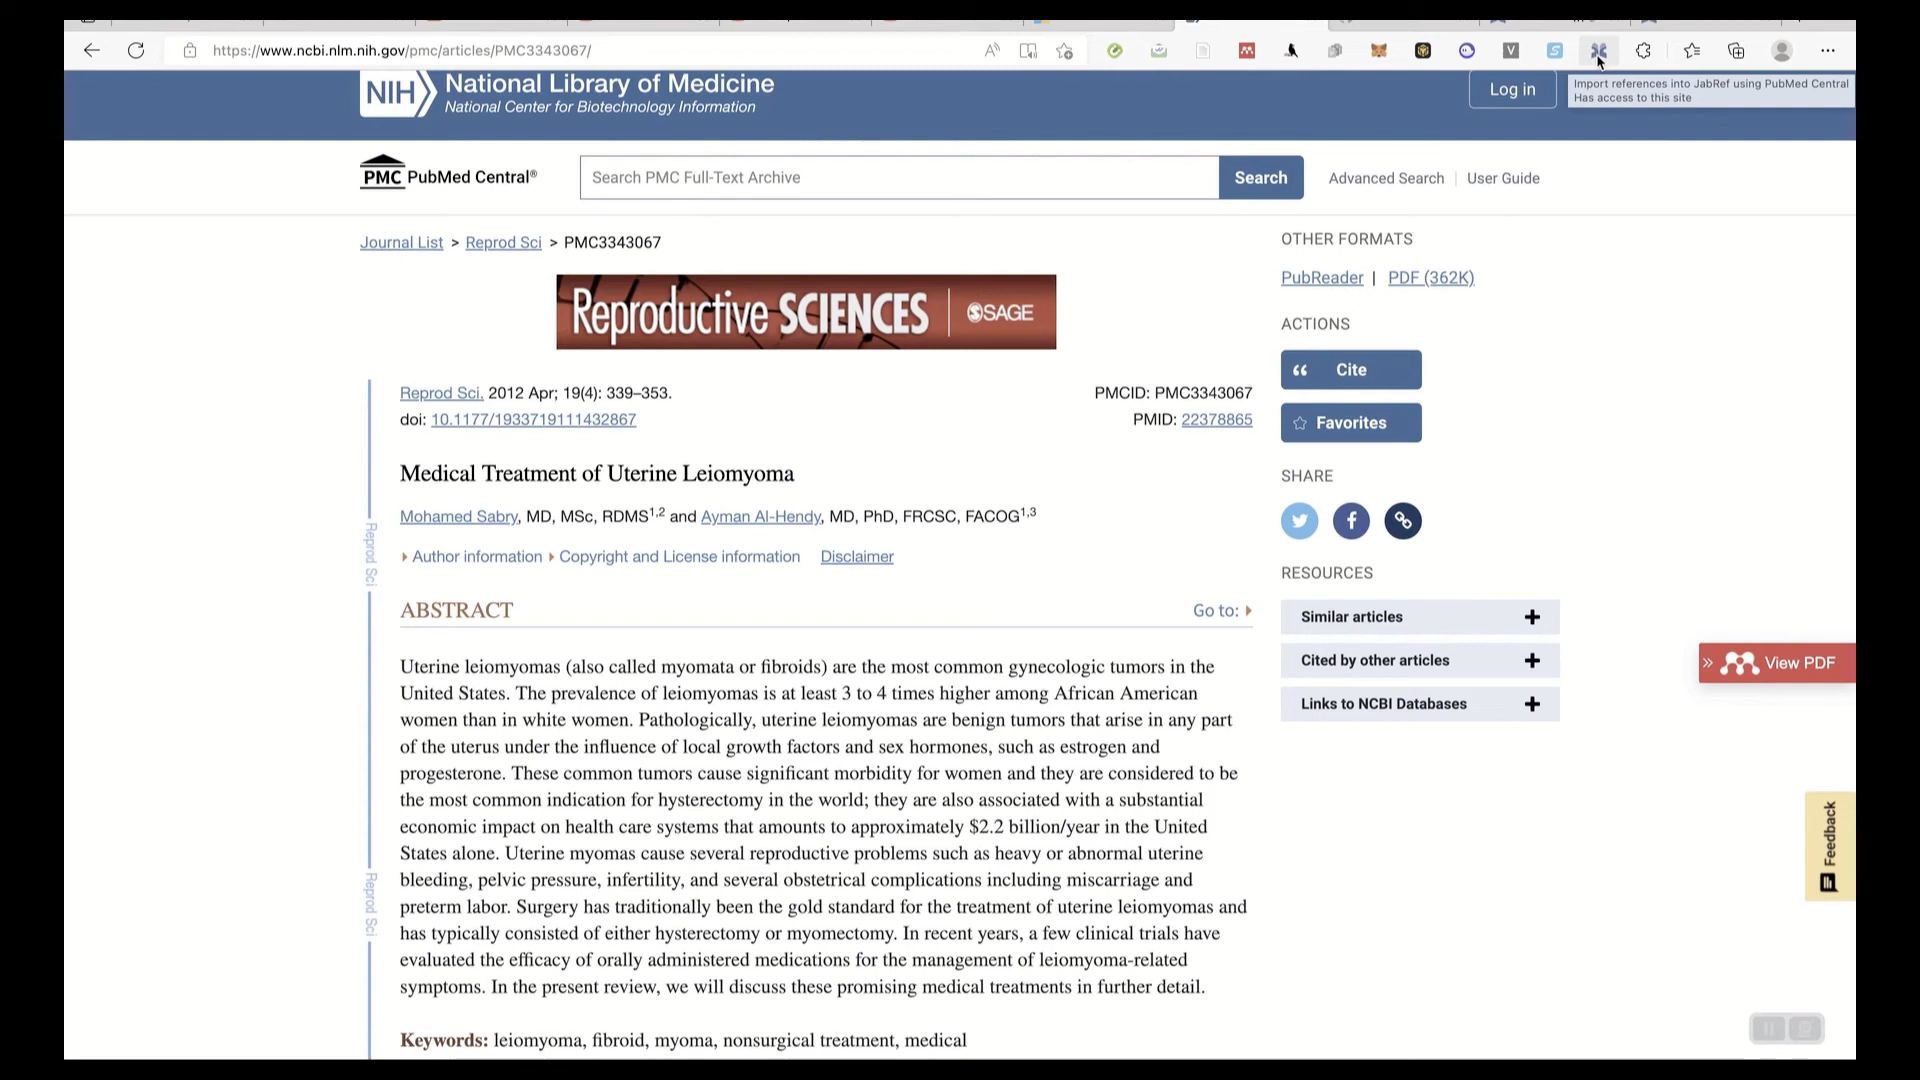 https://www.ncbi.nlm.nih.gov/pmc/articles/PMC3343067/
NIH
National Library of Medicine
National Center for Biotechnology Information
Log in
Import references into JabRef using PubMed Central
Has access to this site
PMC PubMed Central®
Search PMC Full-Text Archive
Search
Advanced Search
User Guide
Journal List > Reprod Sci > PMC3343067
Reproductive SCIENCES
SAGE
OTHER FORMATS
PubReader | PDF (362K)
ACTIONS
Cite
Favorites
SHARE
RESOURCES
Similar articles
Cited by other articles
Links to NCBI Databases
Reprod Sci. 2012 Apr; 19(4): 339–353.
PMCID: PMC3343067
doi: 10.1177/1933719111432867
PMID: 22378865
Medical Treatment of Uterine Leiomyoma
Mohamed Sabry, MD, MSc, RDMS1,2 and Ayman Al-Hendy, MD, PhD, FRCSC, FACOG1,3
Author information Copyright and License information Disclaimer
ABSTRACT
Go to:
Uterine leiomyomas (also called myomata or fibroids) are the most common gynecologic tumors in the
United States. The prevalence of leiomyomas is at least 3 to 4 times higher among African American
women than in white women. Pathologically, uterine leiomyomas are benign tumors that arise in any part
of the uterus under the influence of local growth factors and sex hormones, such as estrogen and
progesterone. These common tumors cause significant morbidity for women and they are considered to be
the most common indication for hysterectomy in the world; they are also associated with a substantial
economic impact on health care systems that amounts to approximately $2.2 billion/year in the United
States alone. Uterine myomas cause several reproductive problems such as heavy or abnormal uterine
bleeding, pelvic pressure, infertility, and several obstetrical complications including miscarriage and
preterm labor. Surgery has traditionally been the gold standard for the treatment of uterine leiomyomas and
has typically consisted of either hysterectomy or myomectomy. In recent years, a few clinical trials have
evaluated the efficacy of orally administered medications for the management of leiomyoma-related
symptoms. In the present review, we will discuss these promising medical treatments in further detail.
Keywords: leiomyoma, fibroid, myoma, nonsurgical treatment, medical
Reprod Sci
Reprod Sci
View PDF
Feedback